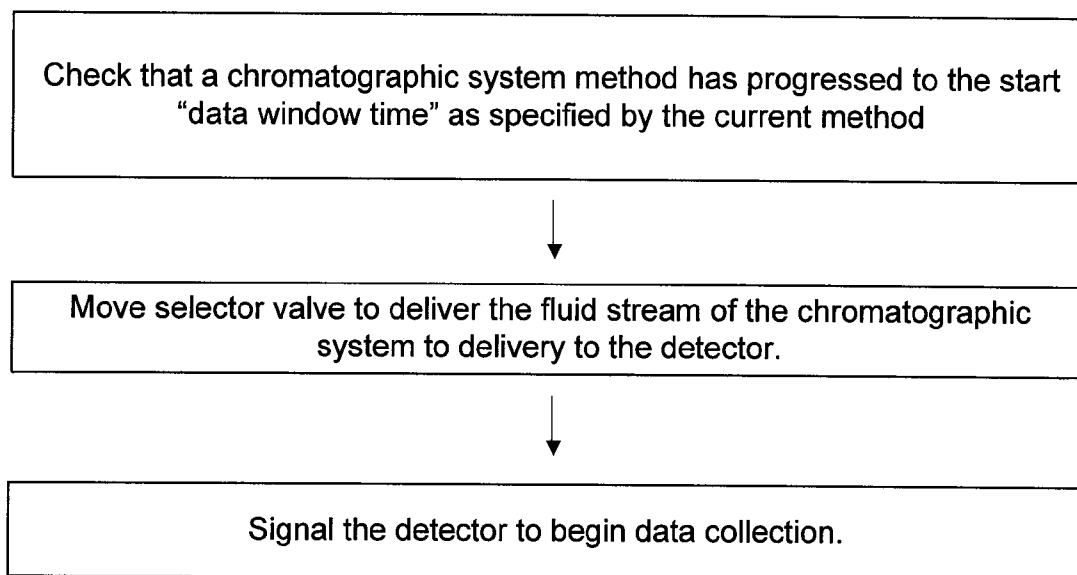 Check that a chromatographic system method has progressed to the start
“data window time” as specified by the current method
Move selector valve to deliver the fluid stream of the chromatographic
system to delivery to the detector.
Signal the detector to begin data collection.